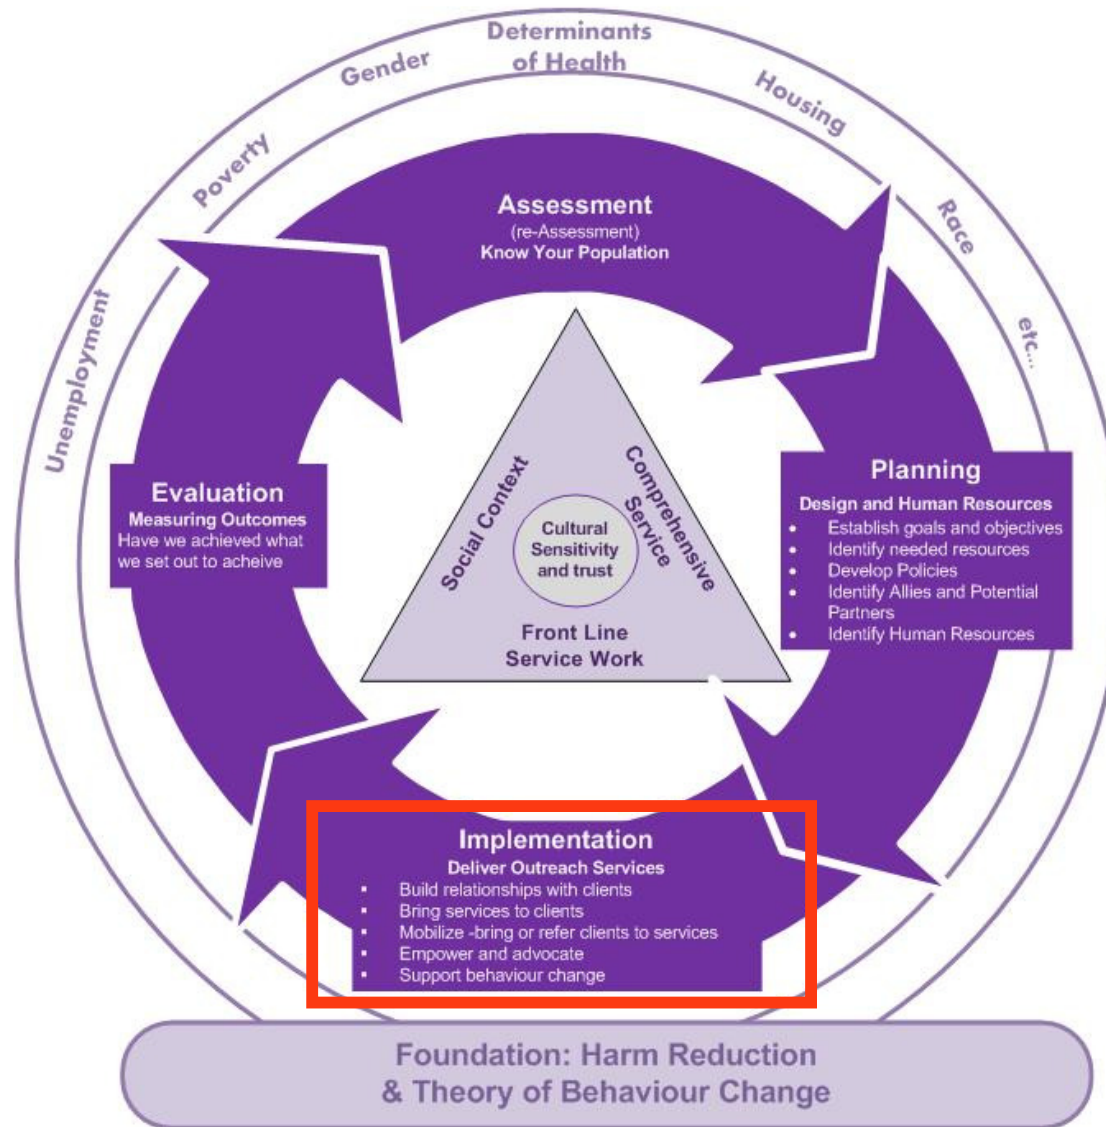 Determinants
of Health
Gender
Housing
Poverty
Race
Unemployment
etc...
Assessment
(re-Assessment)
Know Your Population
Planning
Design and Human Resources
• Establish goals and objectives
• Identify needed resources
• Develop Policies
• Identify Allies and Potential
Partners
• Identify Human Resources
Evaluation
Measuring Outcomes
Have we achieved what
we set out to acheive
Social Context
Comprehensive
Service
Cultural
Sensitivity
and trust
Front Line
Service Work
Implementation
Deliver Outreach Services
▪ Build relationships with clients
▪ Bring services to clients
▪ Mobilize -bring or refer clients to services
▪ Empower and advocate
▪ Support behaviour change
Foundation: Harm Reduction
& Theory of Behaviour Change